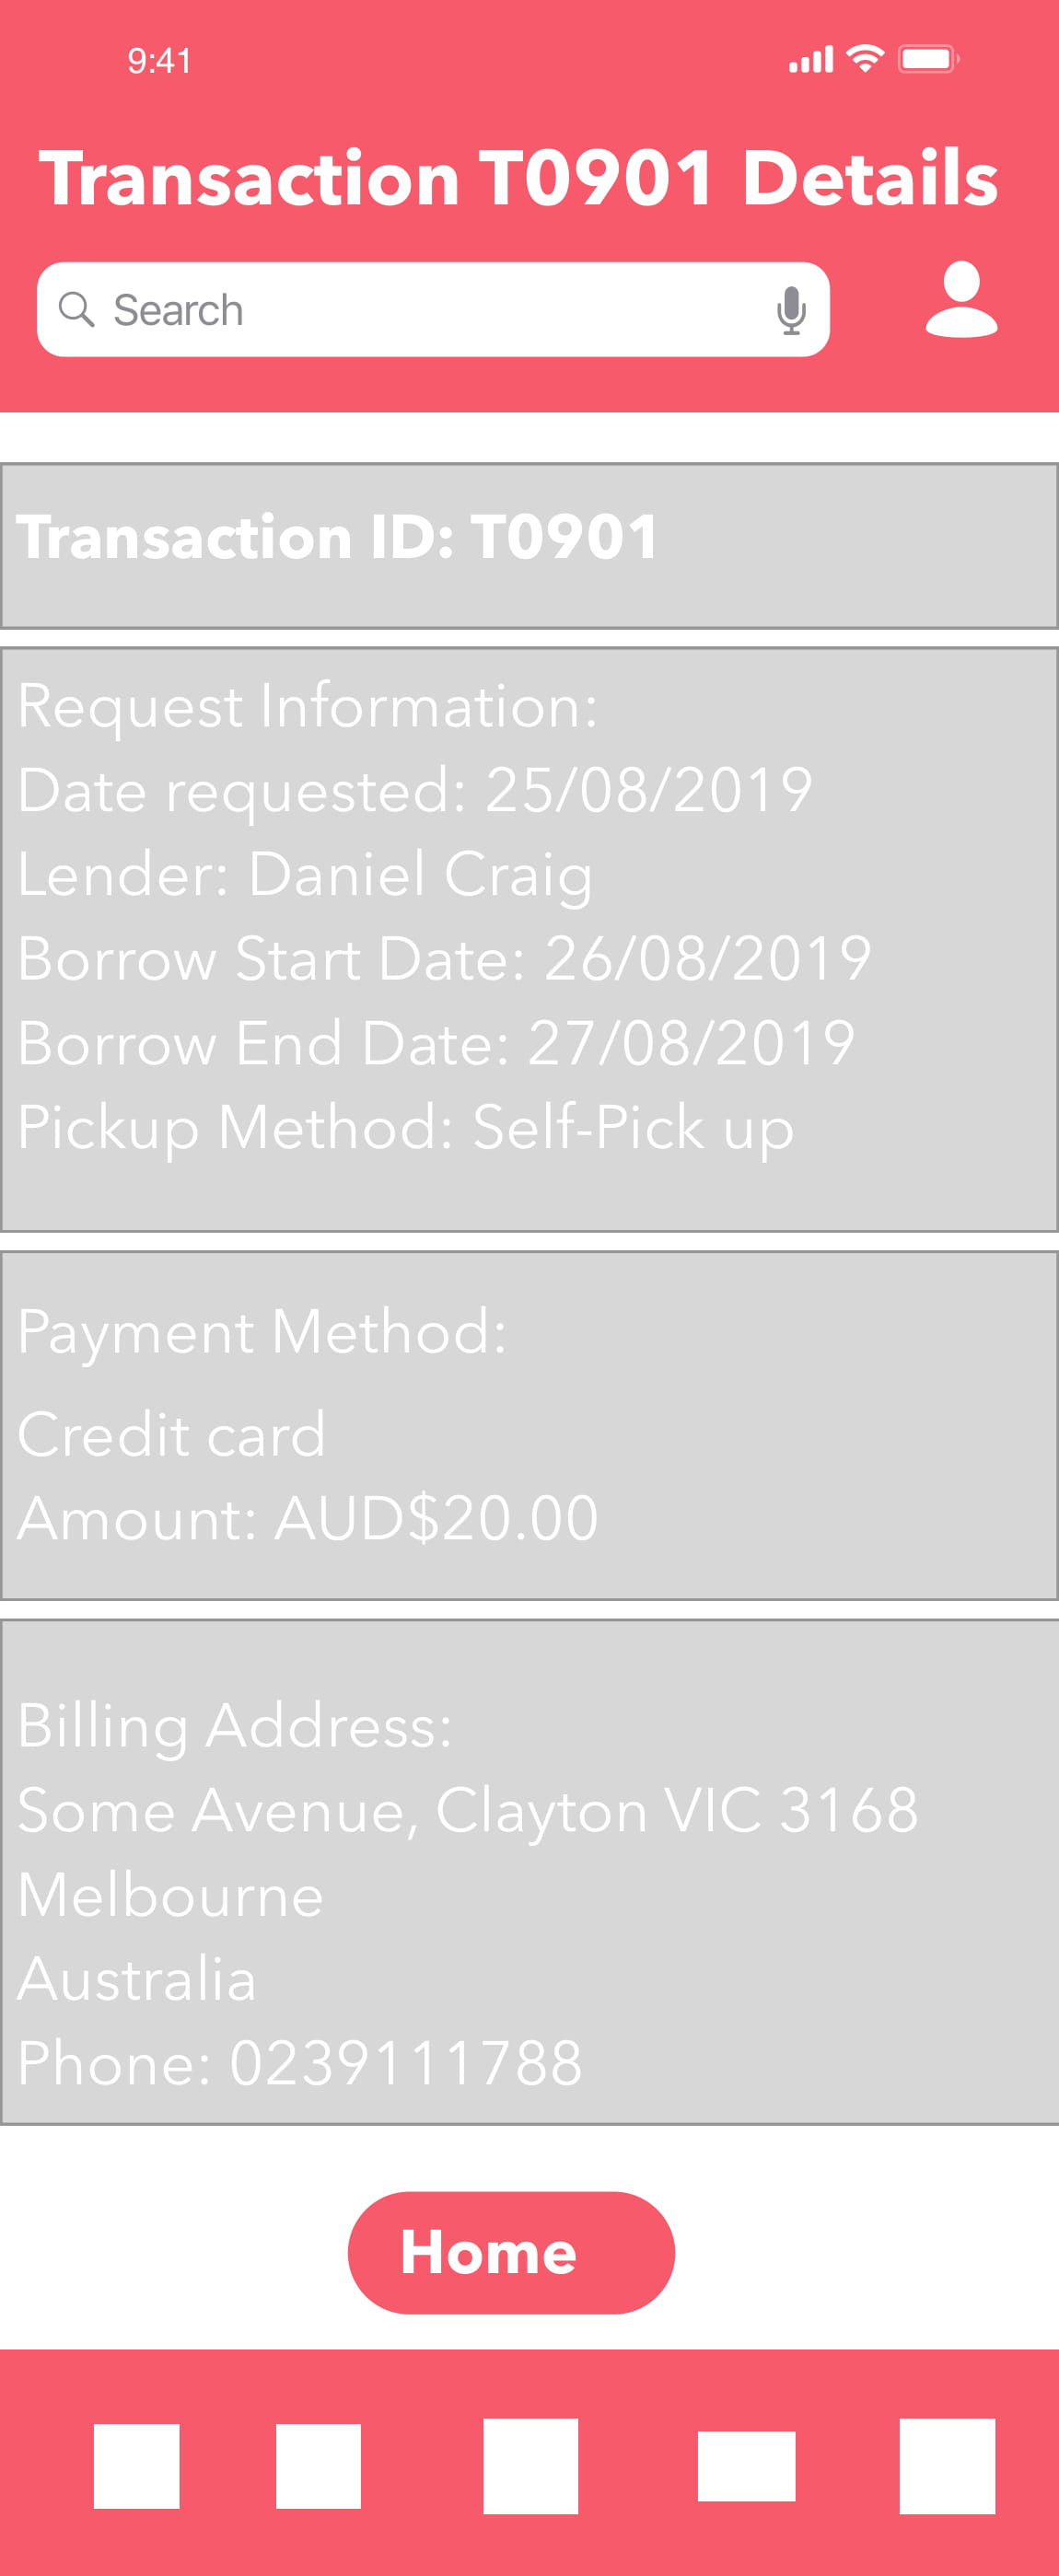 9:41
Transaction T0901 Details
Search
Transaction ID: T0901
Request Information:
Date requested: 25/08/2019
Lender: Daniel Craig
Borrow Start Date: 26/08/2019
Borrow End Date: 27/08/2019
Pickup Method: Self-Pick up
Payment Method:
Credit card
Amount: AUD$20.00
Billing Address:
Some Avenue, Clayton VIC 3168
Melbourne
Australia
Phone: 0239111788
Home